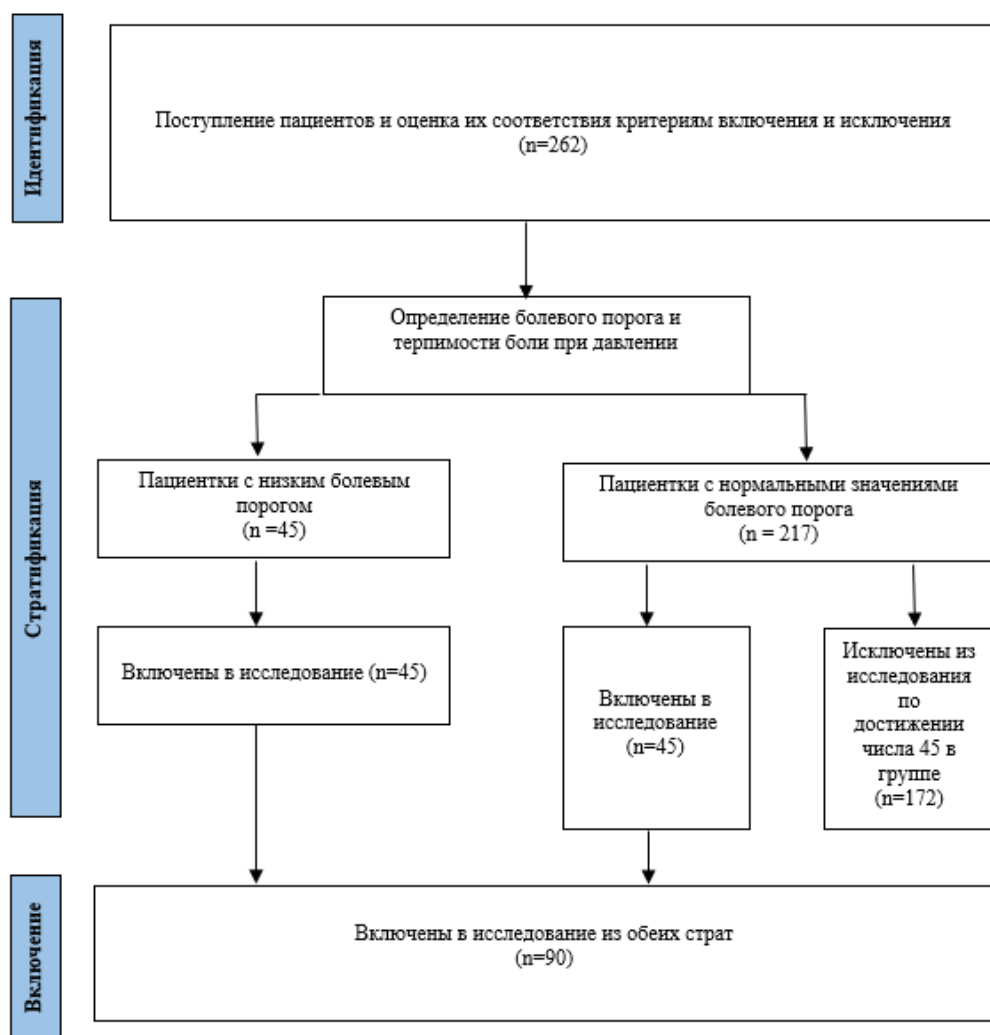 Идентификация
Поступление пациентов и оценка их соответствия критериям включения и исключения
(n=262)
Стратификация
Определение болевого порога и
терпимости боли при давлении
Пациентки с низким болевым
порогом
(n =45)
Пациентки с нормальными значениями
болевого порога
(n = 217)
Включены в исследование (n=45)
Включены в
исследование
(n=45)
Исключены из
исследования
по
достижении
числа 45 в
группе
(n=172)
Включение
Включены в исследование из обеих страт
(n=90)